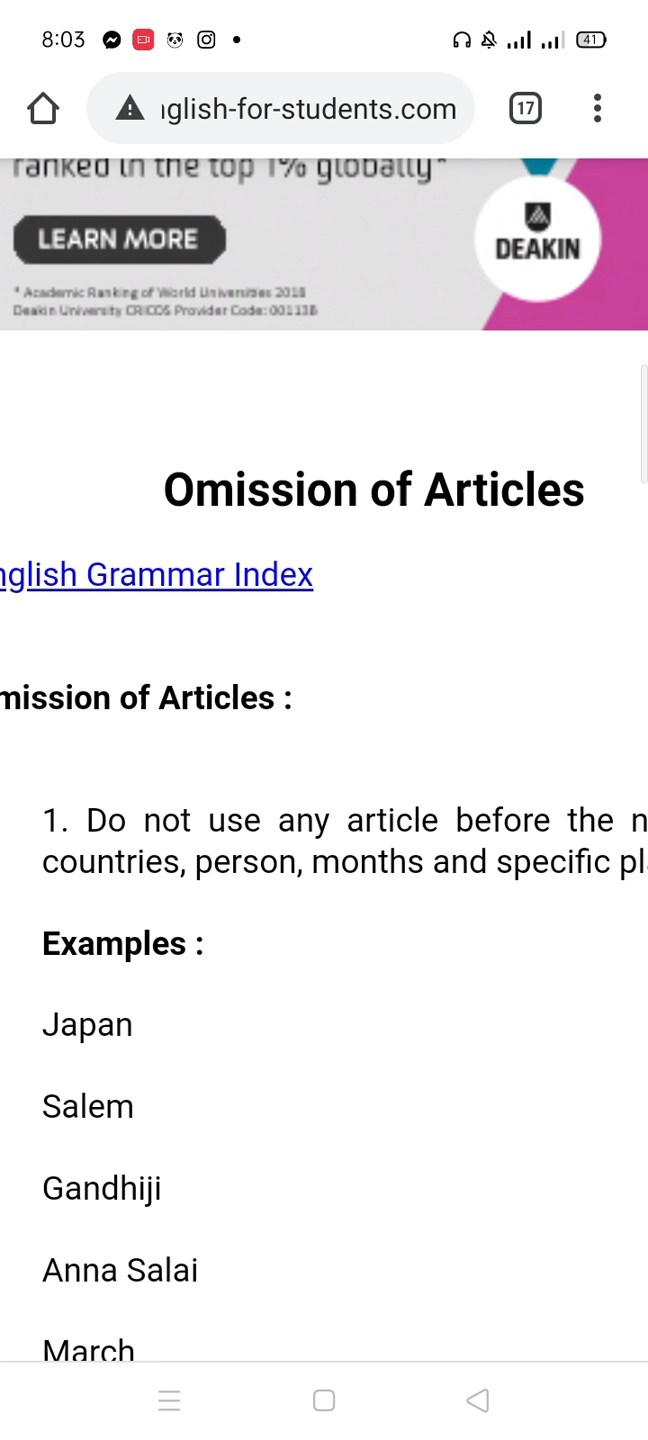 8:03
41
nglish-for-students.com
17
ranked in the top 1% globally*
LEARN MORE
DEAKIN
* Academic Ranking of World Universities 2018
Deakin University CRICOS Provider Code: 00113B
Omission of Articles
nglish Grammar Index
mission of Articles :
1. Do not use any article before the n
countries, person, months and specific pl
Examples :
Japan
Salem
Gandhiji
Anna Salai
March